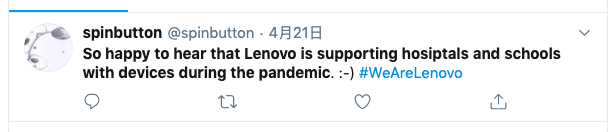 spinbutton @spinbutton · 4月21日
So happy to hear that Lenovo is supporting hosiptals and schools
with devices during the pandemic. :-) #WeAreLenovo